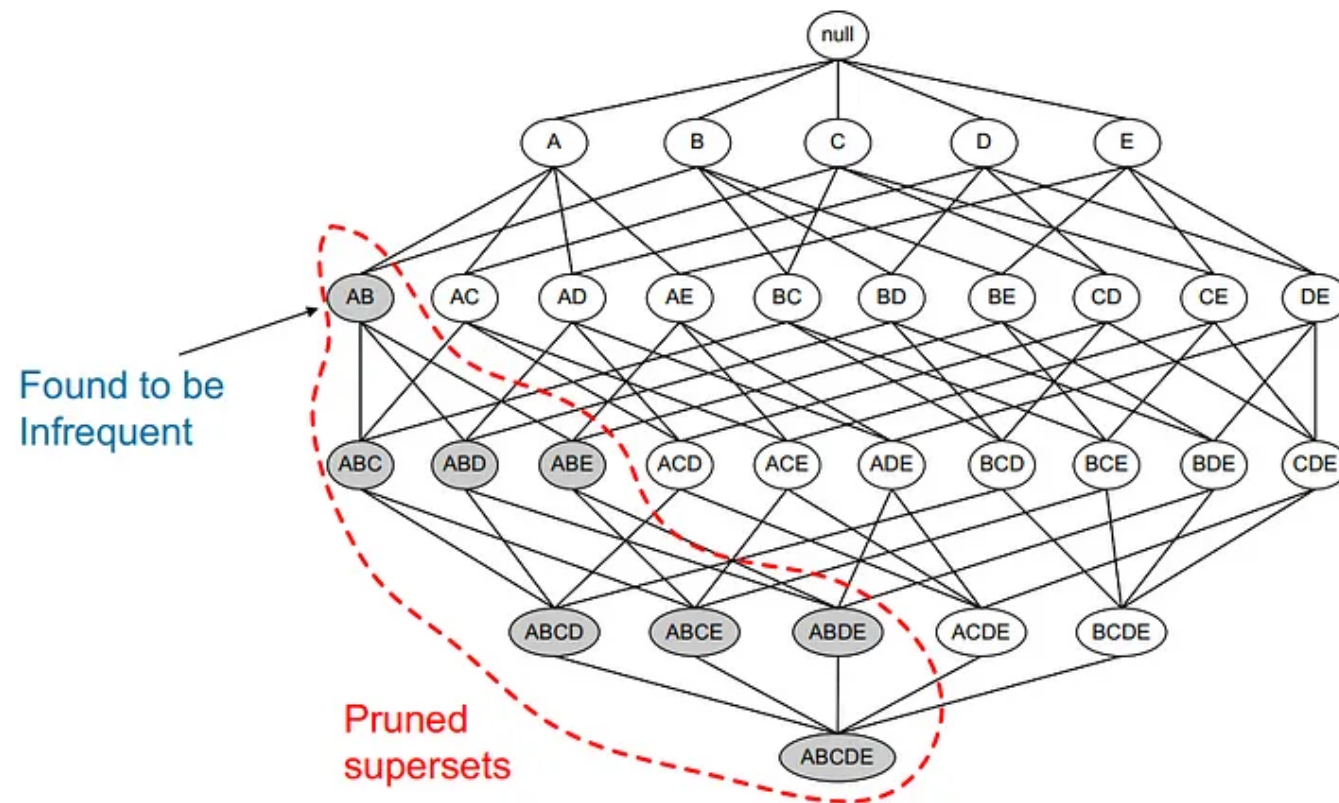 null
A B C D E
AB AC AD AE BC BD BE CD CE DE
Found to be
Infrequent
ABC ABD ABE ACD ACE ADE BCD BCE BDE CDE
ABCD ABCE ABDE ACDE BCDE
Pruned
supersets
ABCDE